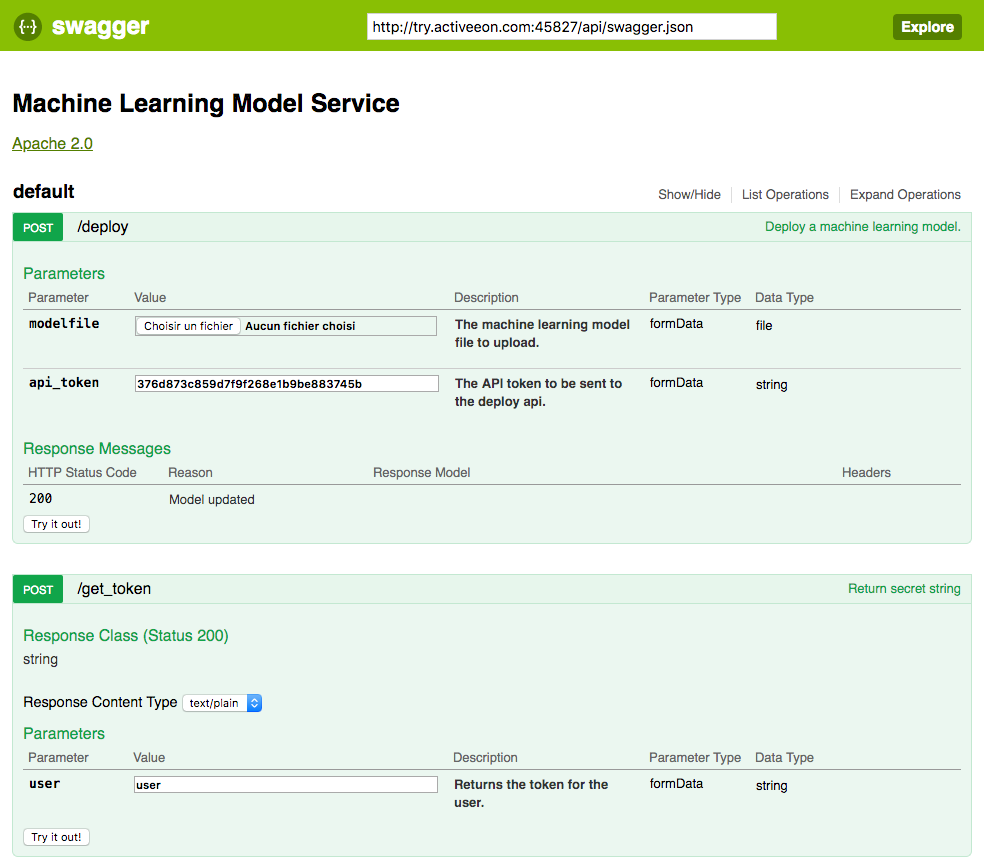 {···} swagger http://try.activeeon.com:45827/api/swagger.json Explore
Machine Learning Model Service
Apache 2.0
default Show/Hide List Operations Expand Operations
POST /deploy Deploy a machine learning model.
Parameters
Parameter Value Description Parameter Type Data Type
modelfile Choisir un fichier Aucun fichier choisi The machine learning model formData file
file to upload.
api_token 376d873c859d7f9f268e1b9be883745b The API token to be sent to formData string
the deploy api.
Response Messages
HTTP Status Code Reason Response Model Headers
200 Model updated
Try it out!
POST /get_token Return secret string
Response Class (Status 200)
string
Response Content Type text/plain
Parameters
Parameter Value Description Parameter Type Data Type
user user Returns the token for the formData string
user.
Try it out!